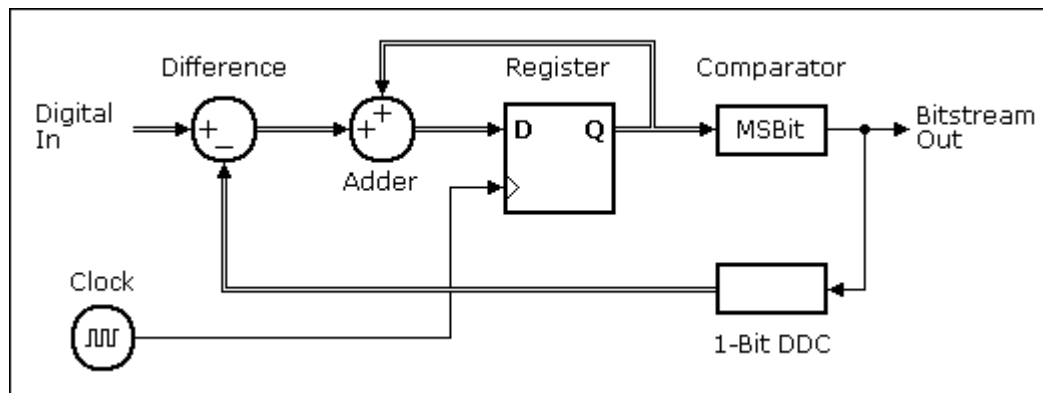 Difference
Register
Comparator
Digital
In
+
−
+
+
D
Q
MSBit
Bitstream
Out
Adder
Clock
1-Bit DDC